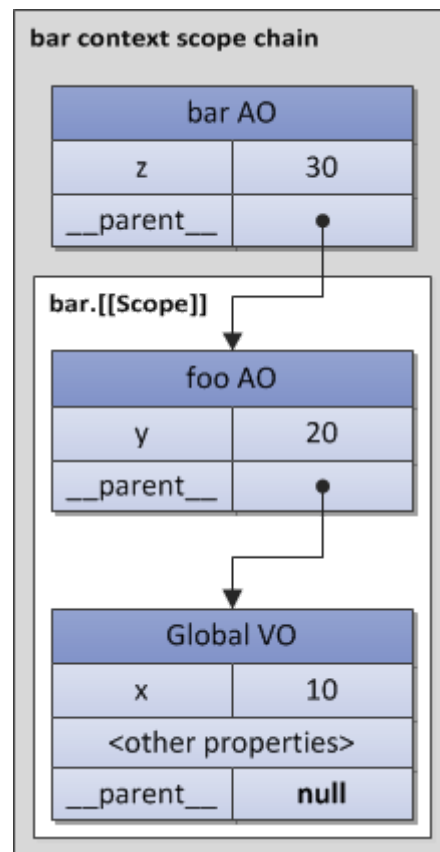 bar context scope chain
bar AO
z 30
__parent__
bar.[[Scope]]
foo AO
y 20
__parent__
Global VO
x 10
<other properties>
__parent__ null